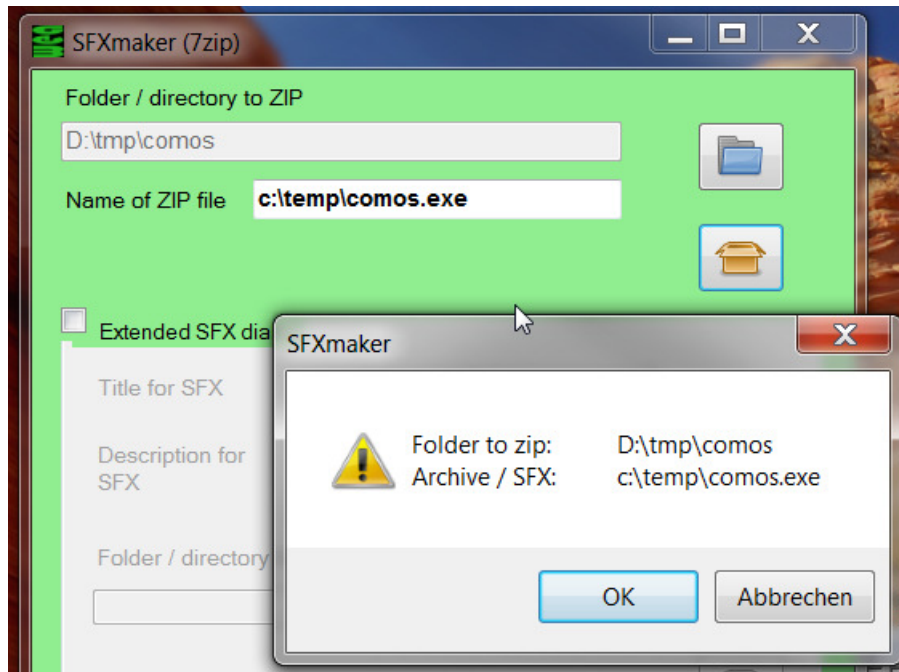 SFXmaker (7zip)
Folder / directory to ZIP
D:\tmp\comos
Name of ZIP file
c:\temp\comos.exe
Extended SFX dia
Title for SFX
Description for
SFX
Folder / directory
SFXmaker
Folder to zip: D:\tmp\comos
Archive / SFX: c:\temp\comos.exe
OK
Abbrechen